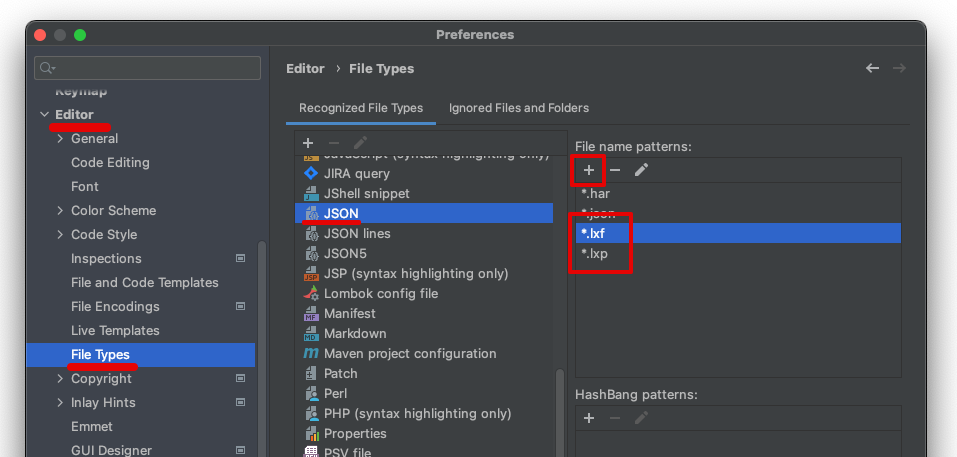 Preferences
Keymap
Editor
General
Code Editing
Font
Color Scheme
Code Style
Inspections
File and Code Templates
File Encodings
Live Templates
File Types
Copyright
Inlay Hints
Emmet
GUI Designer
Editor › File Types
Recognized File Types
Ignored Files and Folders
JavaScript (syntax highlighting only)
JIRA query
JShell snippet
JSON
JSON lines
JSON5
JSP (syntax highlighting only)
Lombok config file
Manifest
Markdown
Maven project configuration
Patch
Perl
PHP (syntax highlighting only)
Properties
PSV file
File name patterns:
*.har
*.json
*.lxf
*.lxp
HashBang patterns: